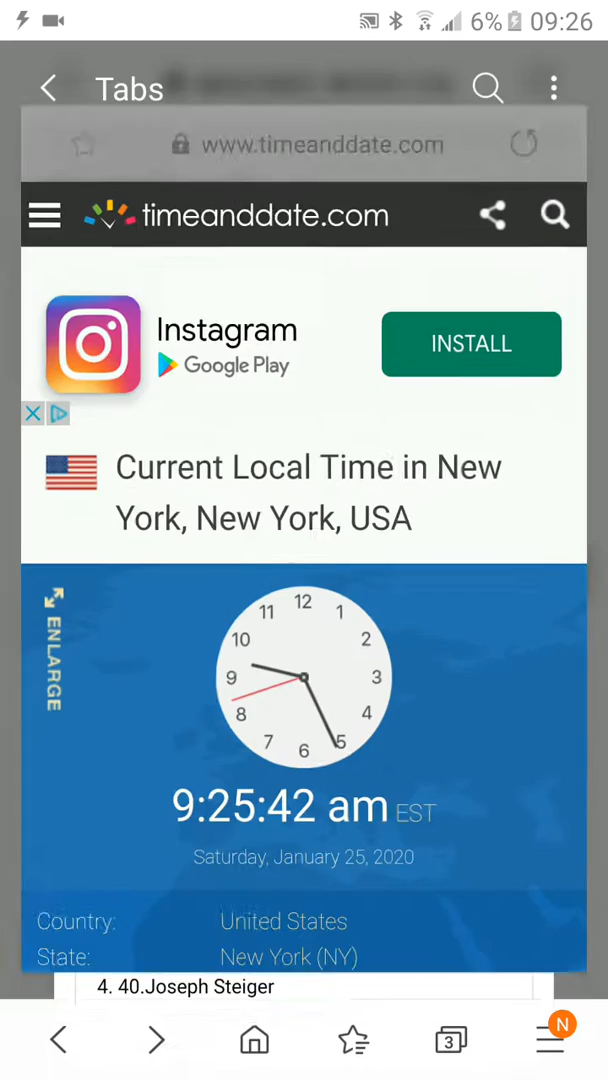 6% 09:26
Tabs
www.timeanddate.com
timeanddate.com
Instagram
Google Play
INSTALL
Current Local Time in New
York, New York, USA
ENLARGE
12
11 1
10 2
9 3
8 4
7 5
6
9:25:42 am EST
Saturday, January 25, 2020
Country: United States
State: New York (NY)
4. 40.Joseph Steiger
3
N